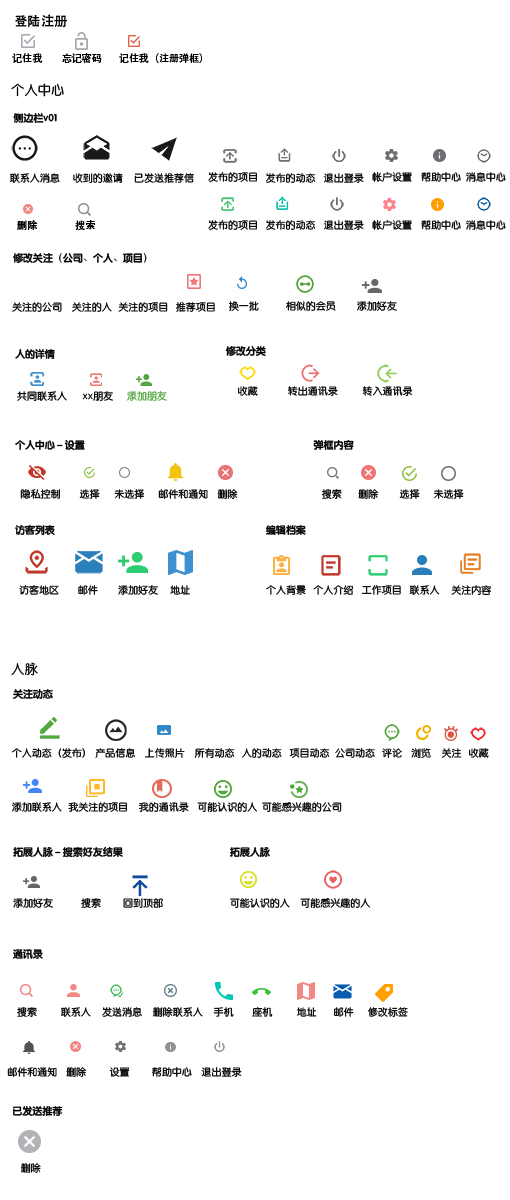 登陆注册
记住我 忘记密码 记住我（注册弹框）
个人中心
侧边栏v01
联系人消息 收到的邀请 已发送推荐信 发布的项目 发布的动态 退出登录 帐户设置 帮助中心 消息中心
删除 搜索 发布的项目 发布的动态 退出登录 帐户设置 帮助中心 消息中心
修改关注（公司、个人、项目）
关注的公司 关注的人 关注的项目 推荐项目 换一批 相似的会员 添加好友
人的详情 修改分类
共同联系人 xx朋友 添加朋友 收藏 转出通讯录 转入通讯录
个人中心－设置 弹框内容
隐私控制 选择 未选择 邮件和通知 删除 搜索 删除 选择 未选择
访客列表 编辑档案
访客地区 邮件 添加好友 地址 个人背景 个人介绍 工作项目 联系人 关注内容
人脉
关注动态
个人动态（发布） 产品信息 上传照片 所有动态 人的动态 项目动态 公司动态 评论 浏览 关注 收藏
添加联系人 我关注的项目 我的通讯录 可能认识的人 可能感兴趣的公司
拓展人脉－搜索好友结果 拓展人脉
添加好友 搜索 回到顶部 可能认识的人 可能感兴趣的人
通讯录
搜索 联系人 发送消息 删除联系人 手机 座机 地址 邮件 修改标签
邮件和通知 删除 设置 帮助中心 退出登录
已发送推荐
删除